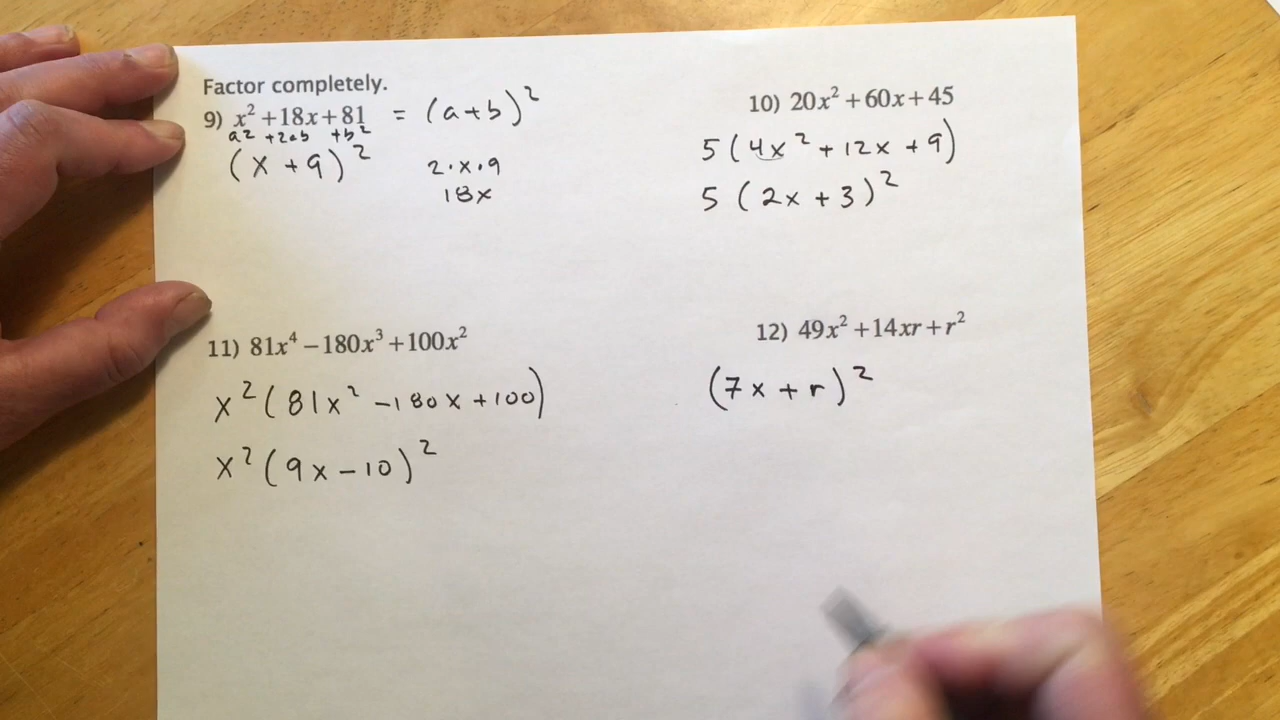 Factor completely.
9) x² +18x+81 = (a+b)²
a² +2ab +b²
(x +9)² 2·x·9
18x
10) 20x² +60x+45
5(4x² +12x +9)
5 (2x +3)²
11) 81x⁴ −180x³ +100x²
x²(81x² −180x +100)
x²(9x −10)²
12) 49x² +14xr+r²
(7x + r)²